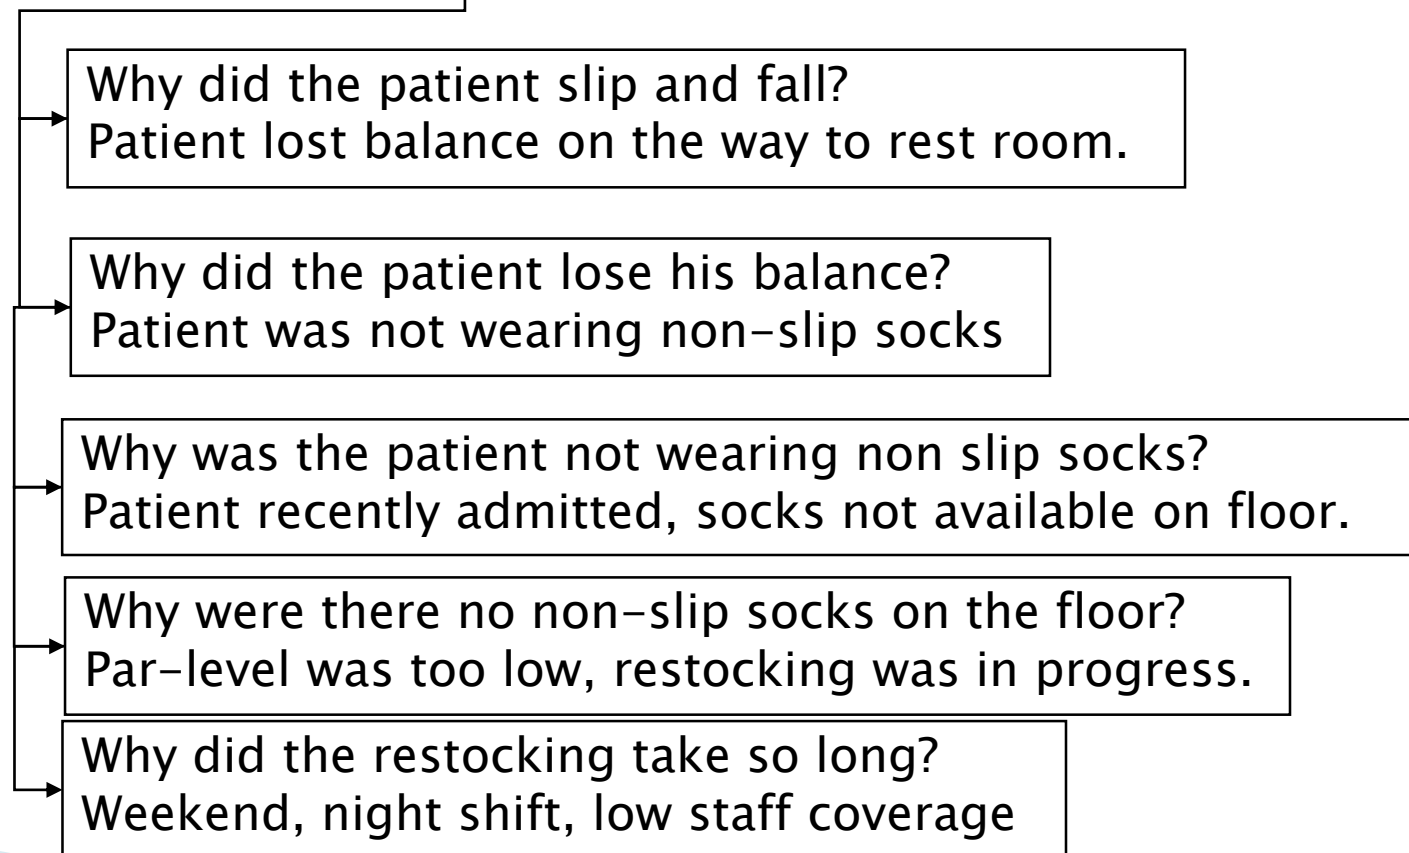 Why did the patient slip and fall?
Patient lost balance on the way to rest room.
Why did the patient lose his balance?
Patient was not wearing non-slip socks
Why was the patient not wearing non slip socks?
Patient recently admitted, socks not available on floor.
Why were there no non-slip socks on the floor?
Par-level was too low, restocking was in progress.
Why did the restocking take so long?
Weekend, night shift, low staff coverage